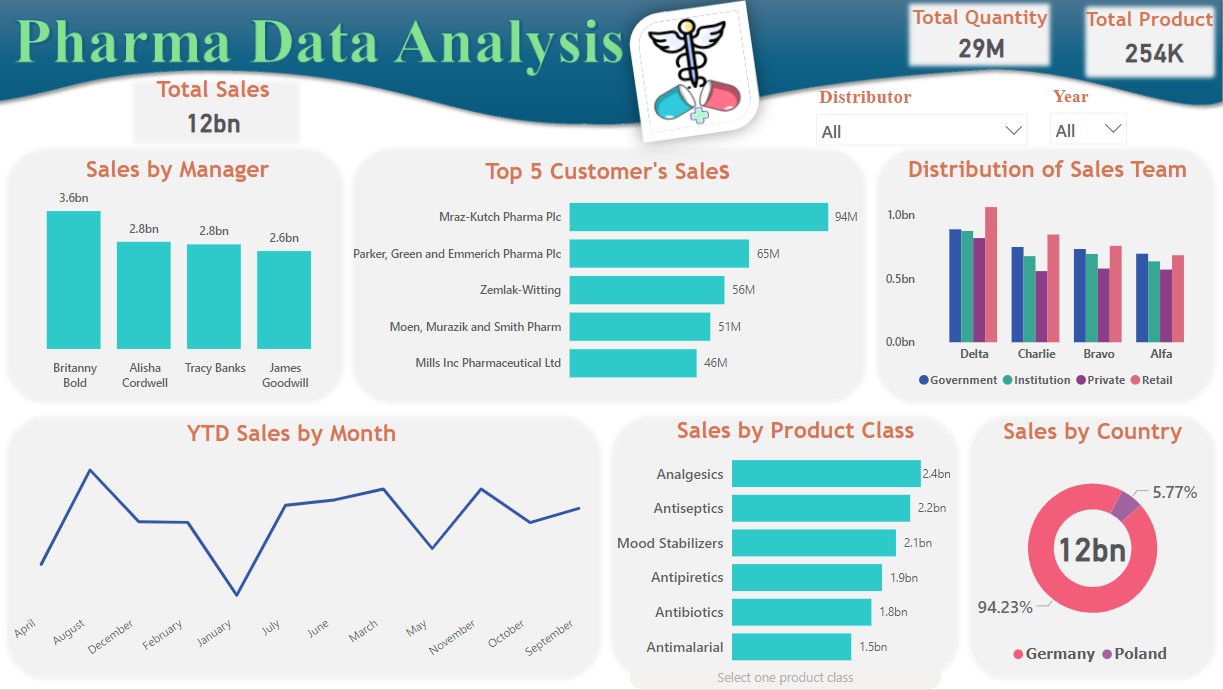 Pharma Data Analysis
Total Quantity
29M
Total Product
254K
Total Sales
12bn
Distributor
All
Year
All
Sales by Manager
3.6bn
2.8bn
2.8bn
2.6bn
Britanny
Bold
Alisha
Cordwell
Tracy Banks
James
Goodwill
Top 5 Customer's Sales
Mraz-Kutch Pharma Plc
94M
Parker, Green and Emmerich Pharma Plc
65M
Zemlak-Witting
56M
Moen, Murazik and Smith Pharm
51M
Mills Inc Pharmaceutical Ltd
46M
Distribution of Sales Team
1.0bn
0.5bn
0.0bn
Delta
Charlie
Bravo
Alfa
Government
Institution
Private
Retail
YTD Sales by Month
April
August
December
February
January
July
June
March
May
November
October
September
Sales by Product Class
Analgesics
2.4bn
Antiseptics
2.2bn
Mood Stabilizers
2.1bn
Antipiretics
1.9bn
Antibiotics
1.8bn
Antimalarial
1.5bn
Select one product class
Sales by Country
5.77%
12bn
94.23%
Germany
Poland